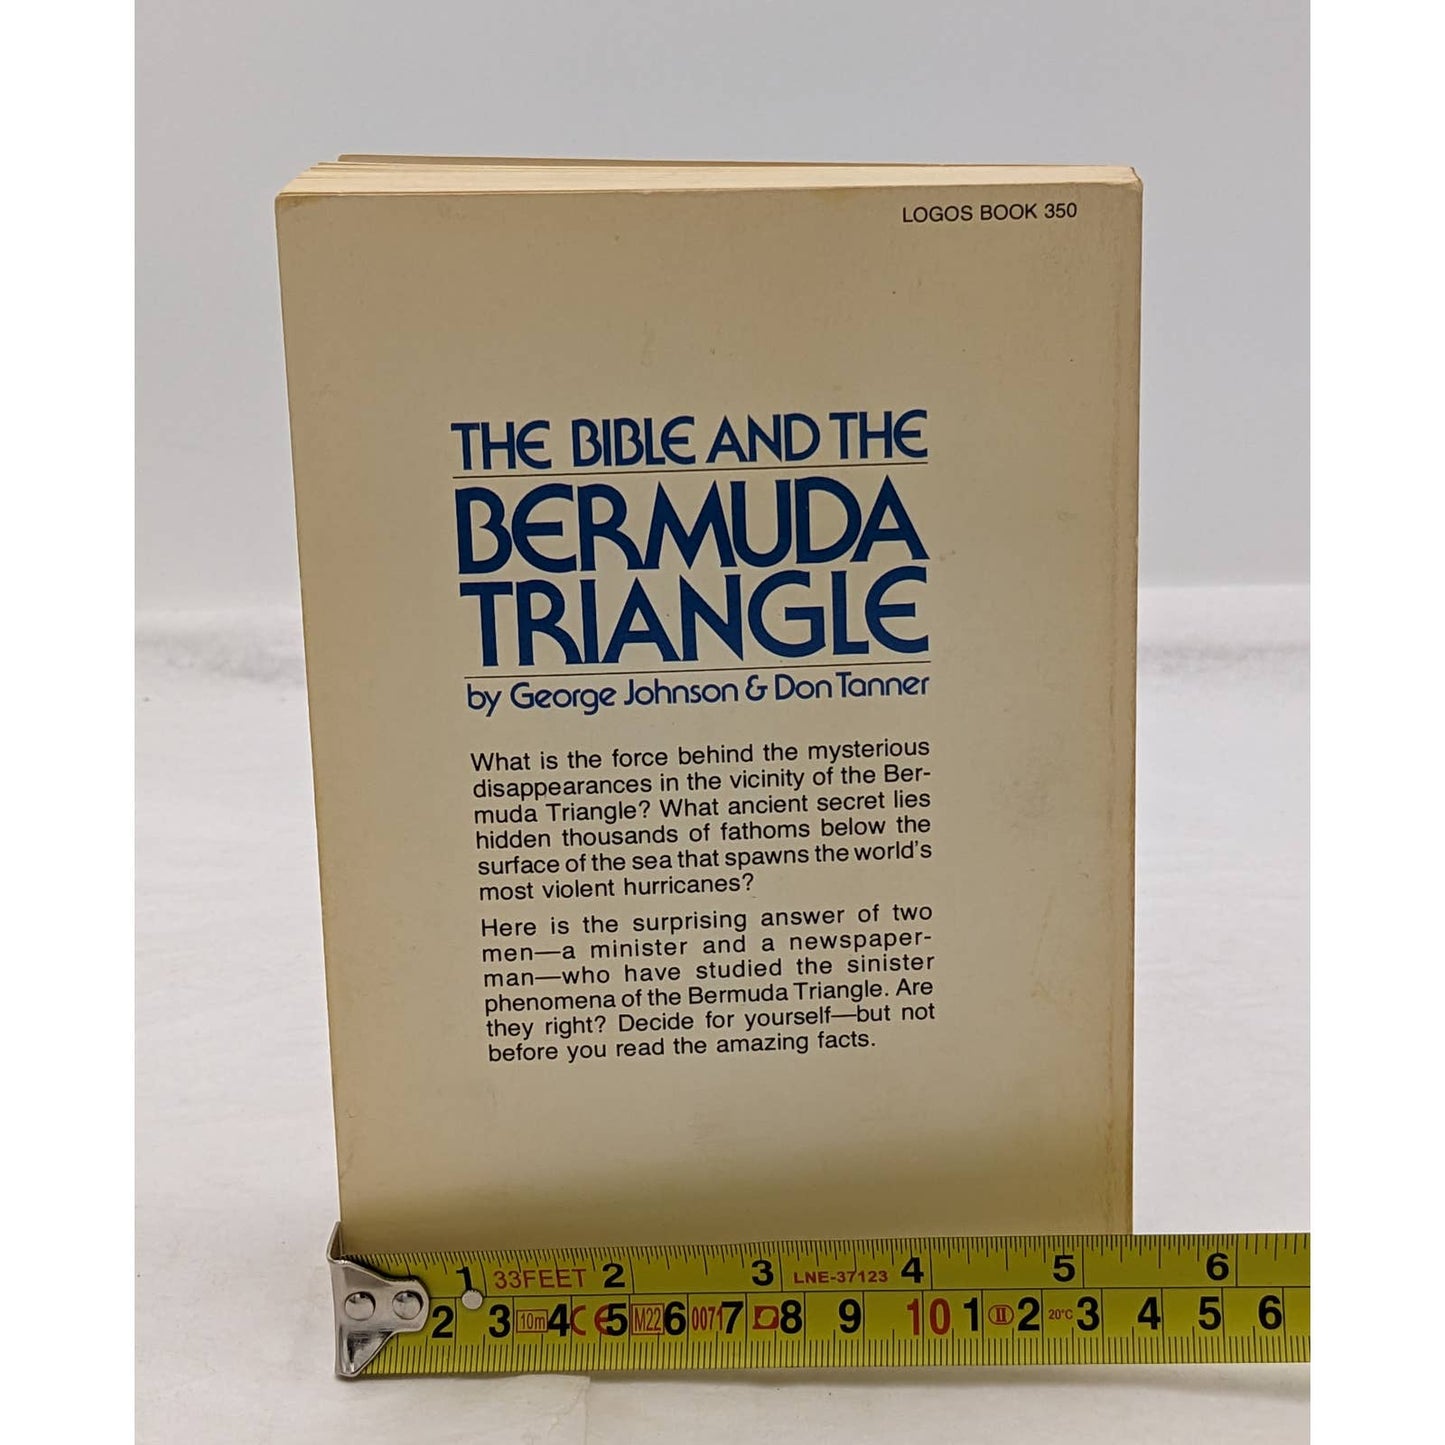 LOGOS BOOK 350
THE BIBLE AND THE
BERMUDA
TRIANGLE
by George Johnson & Don Tanner
What is the force behind the mysterious
disappearances in the vicinity of the Ber-
muda Triangle? What ancient secret lies
hidden thousands of fathoms below the
surface of the sea that spawns the world's
most violent hurricanes?
Here is the surprising answer of two
men—a minister and a newspaper-
man—who have studied the sinister
phenomena of the Bermuda Triangle. Are
they right? Decide for yourself—but not
before you read the amazing facts.
1 33FEET 2 3 LNE-37123 4 5 6
2 3 10m 4 CE 5 M22 6 0071 7 8 9 10 1 II 2 20°C 3 4 5 6